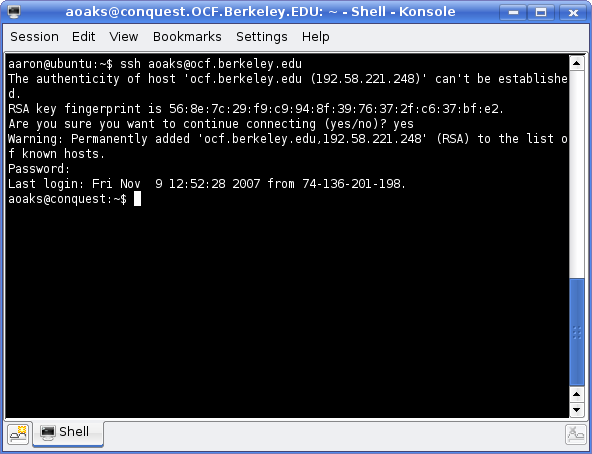 aoaks@conquest.OCF.Berkeley.EDU: ~ - Shell - Konsole
Session Edit View Bookmarks Settings Help
aaron@ubuntu:~$ ssh aoaks@ocf.berkeley.edu
The authenticity of host 'ocf.berkeley.edu (192.58.221.248)' can't be establishe
d.
RSA key fingerprint is 56:8e:7c:29:f9:c9:94:8f:39:76:37:2f:c6:37:bf:e2.
Are you sure you want to continue connecting (yes/no)? yes
Warning: Permanently added 'ocf.berkeley.edu,192.58.221.248' (RSA) to the list o
f known hosts.
Password:
Last login: Fri Nov  9 12:52:28 2007 from 74-136-201-198.
aoaks@conquest:~$
Shell